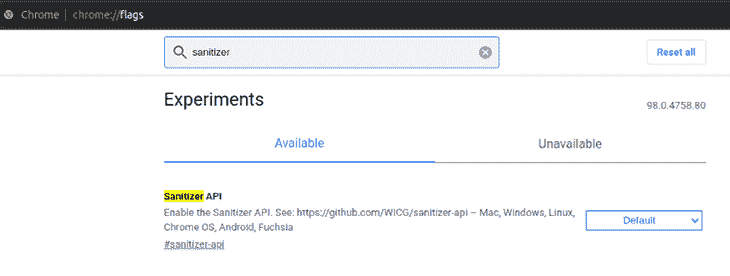 Chrome | chrome://flags
sanitizer
Reset all
Experiments
98.0.4758.80
Available
Unavailable
Sanitizer API
Enable the Sanitizer API. See: https://github.com/WICG/sanitizer-api – Mac, Windows, Linux,
Chrome OS, Android, Fuchsia
Default
#sanitizer-api